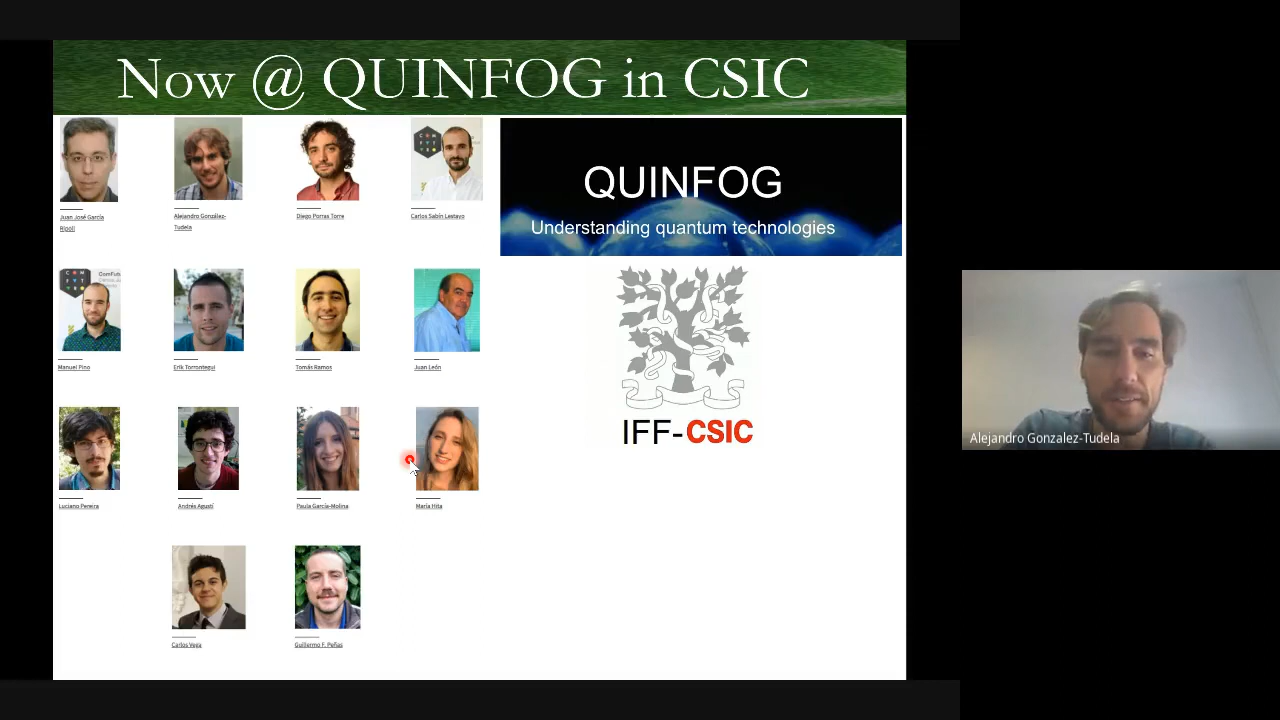 Now @ QUINFOG in CSIC
Juan José García
Ripoll
Alejandro González-
Tudela
Diego Porras Torre
Carlos Sabín Lestayo
QUINFOG
Understanding quantum technologies
Manuel Pino
Erik Torrontegui
Tomás Ramos
Juan León
IFF-CSIC
Luciano Pereira
Andrés Agustí
Paula García-Molina
María Hita
Carlos Vega
Guillermo F. Peñas
Alejandro Gonzalez-Tudela